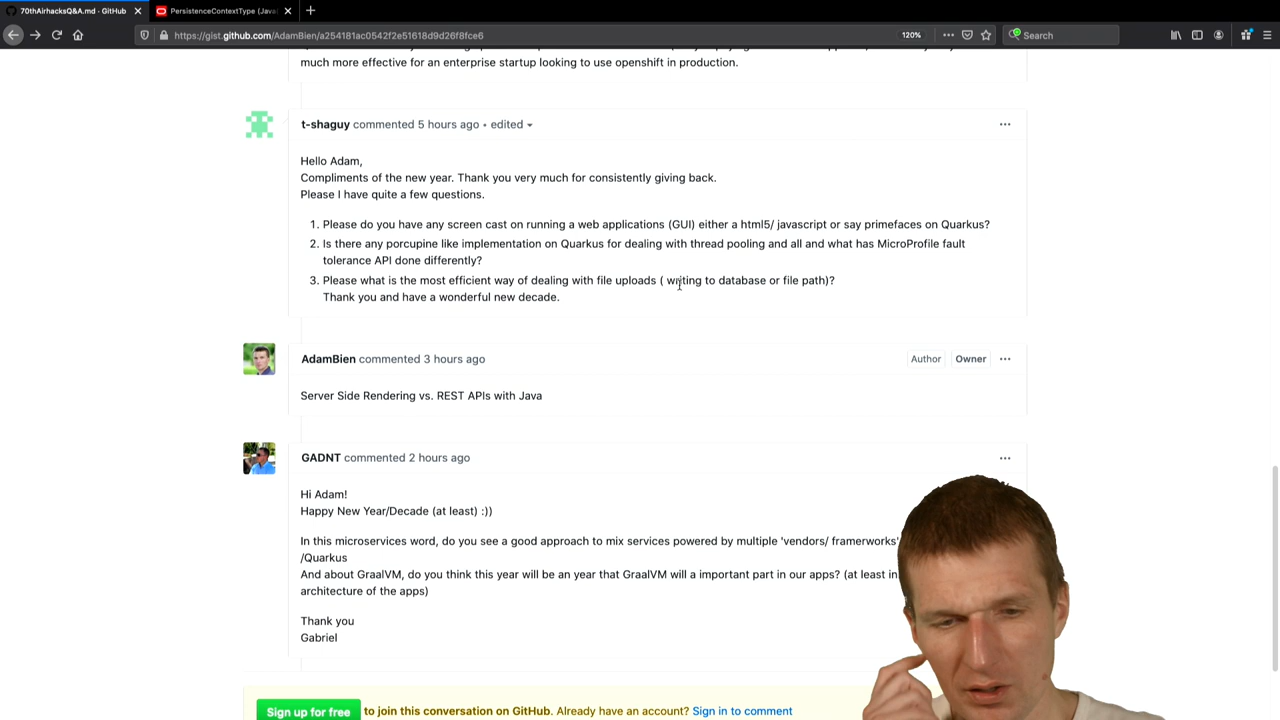 70thAirhacksQ&A.md · GitHub
PersistenceContextType (Java
https://gist.github.com/AdamBien/a254181ac0542f2e51618d9d26f8fce6
120%
Search
much more effective for an enterprise startup looking to use openshift in production.
t-shaguy commented 5 hours ago • edited
Hello Adam,
Compliments of the new year. Thank you very much for consistently giving back.
Please I have quite a few questions.
1. Please do you have any screen cast on running a web applications (GUI) either a html5/ javascript or say primefaces on Quarkus?
2. Is there any porcupine like implementation on Quarkus for dealing with thread pooling and all and what has MicroProfile fault
tolerance API done differently?
3. Please what is the most efficient way of dealing with file uploads ( writing to database or file path)?
Thank you and have a wonderful new decade.
AdamBien commented 3 hours ago
Author
Owner
Server Side Rendering vs. REST APIs with Java
GADNT commented 2 hours ago
Hi Adam!
Happy New Year/Decade (at least) :))
In this microservices word, do you see a good approach to mix services powered by multiple 'vendors/ framerworks'
/Quarkus
And about GraalVM, do you think this year will be an year that GraalVM will a important part in our apps? (at least in
architecture of the apps)
Thank you
Gabriel
Sign up for free to join this conversation on GitHub. Already have an account? Sign in to comment